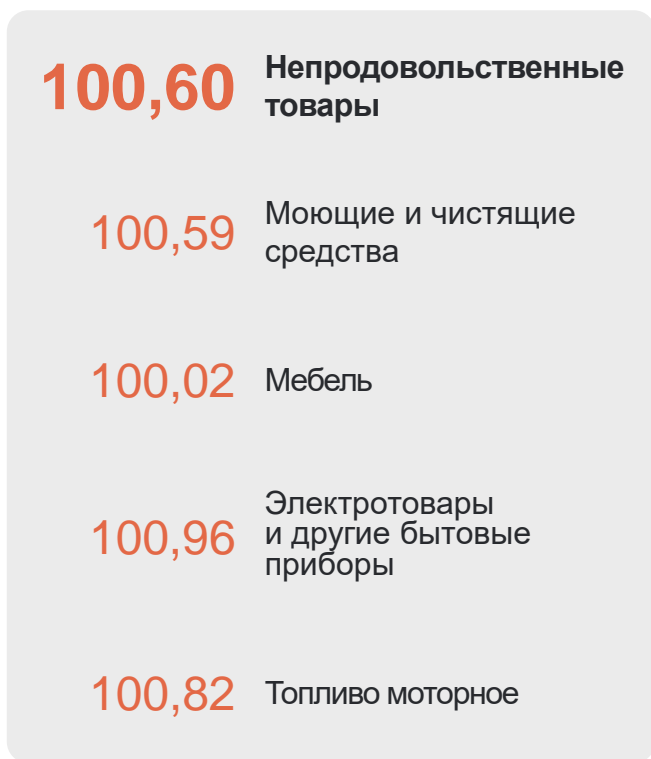 100,60 Непродовольственные
товары
100,59 Моющие и чистящие
средства
100,02 Мебель
100,96 Электротовары
и другие бытовые
приборы
100,82 Топливо моторное